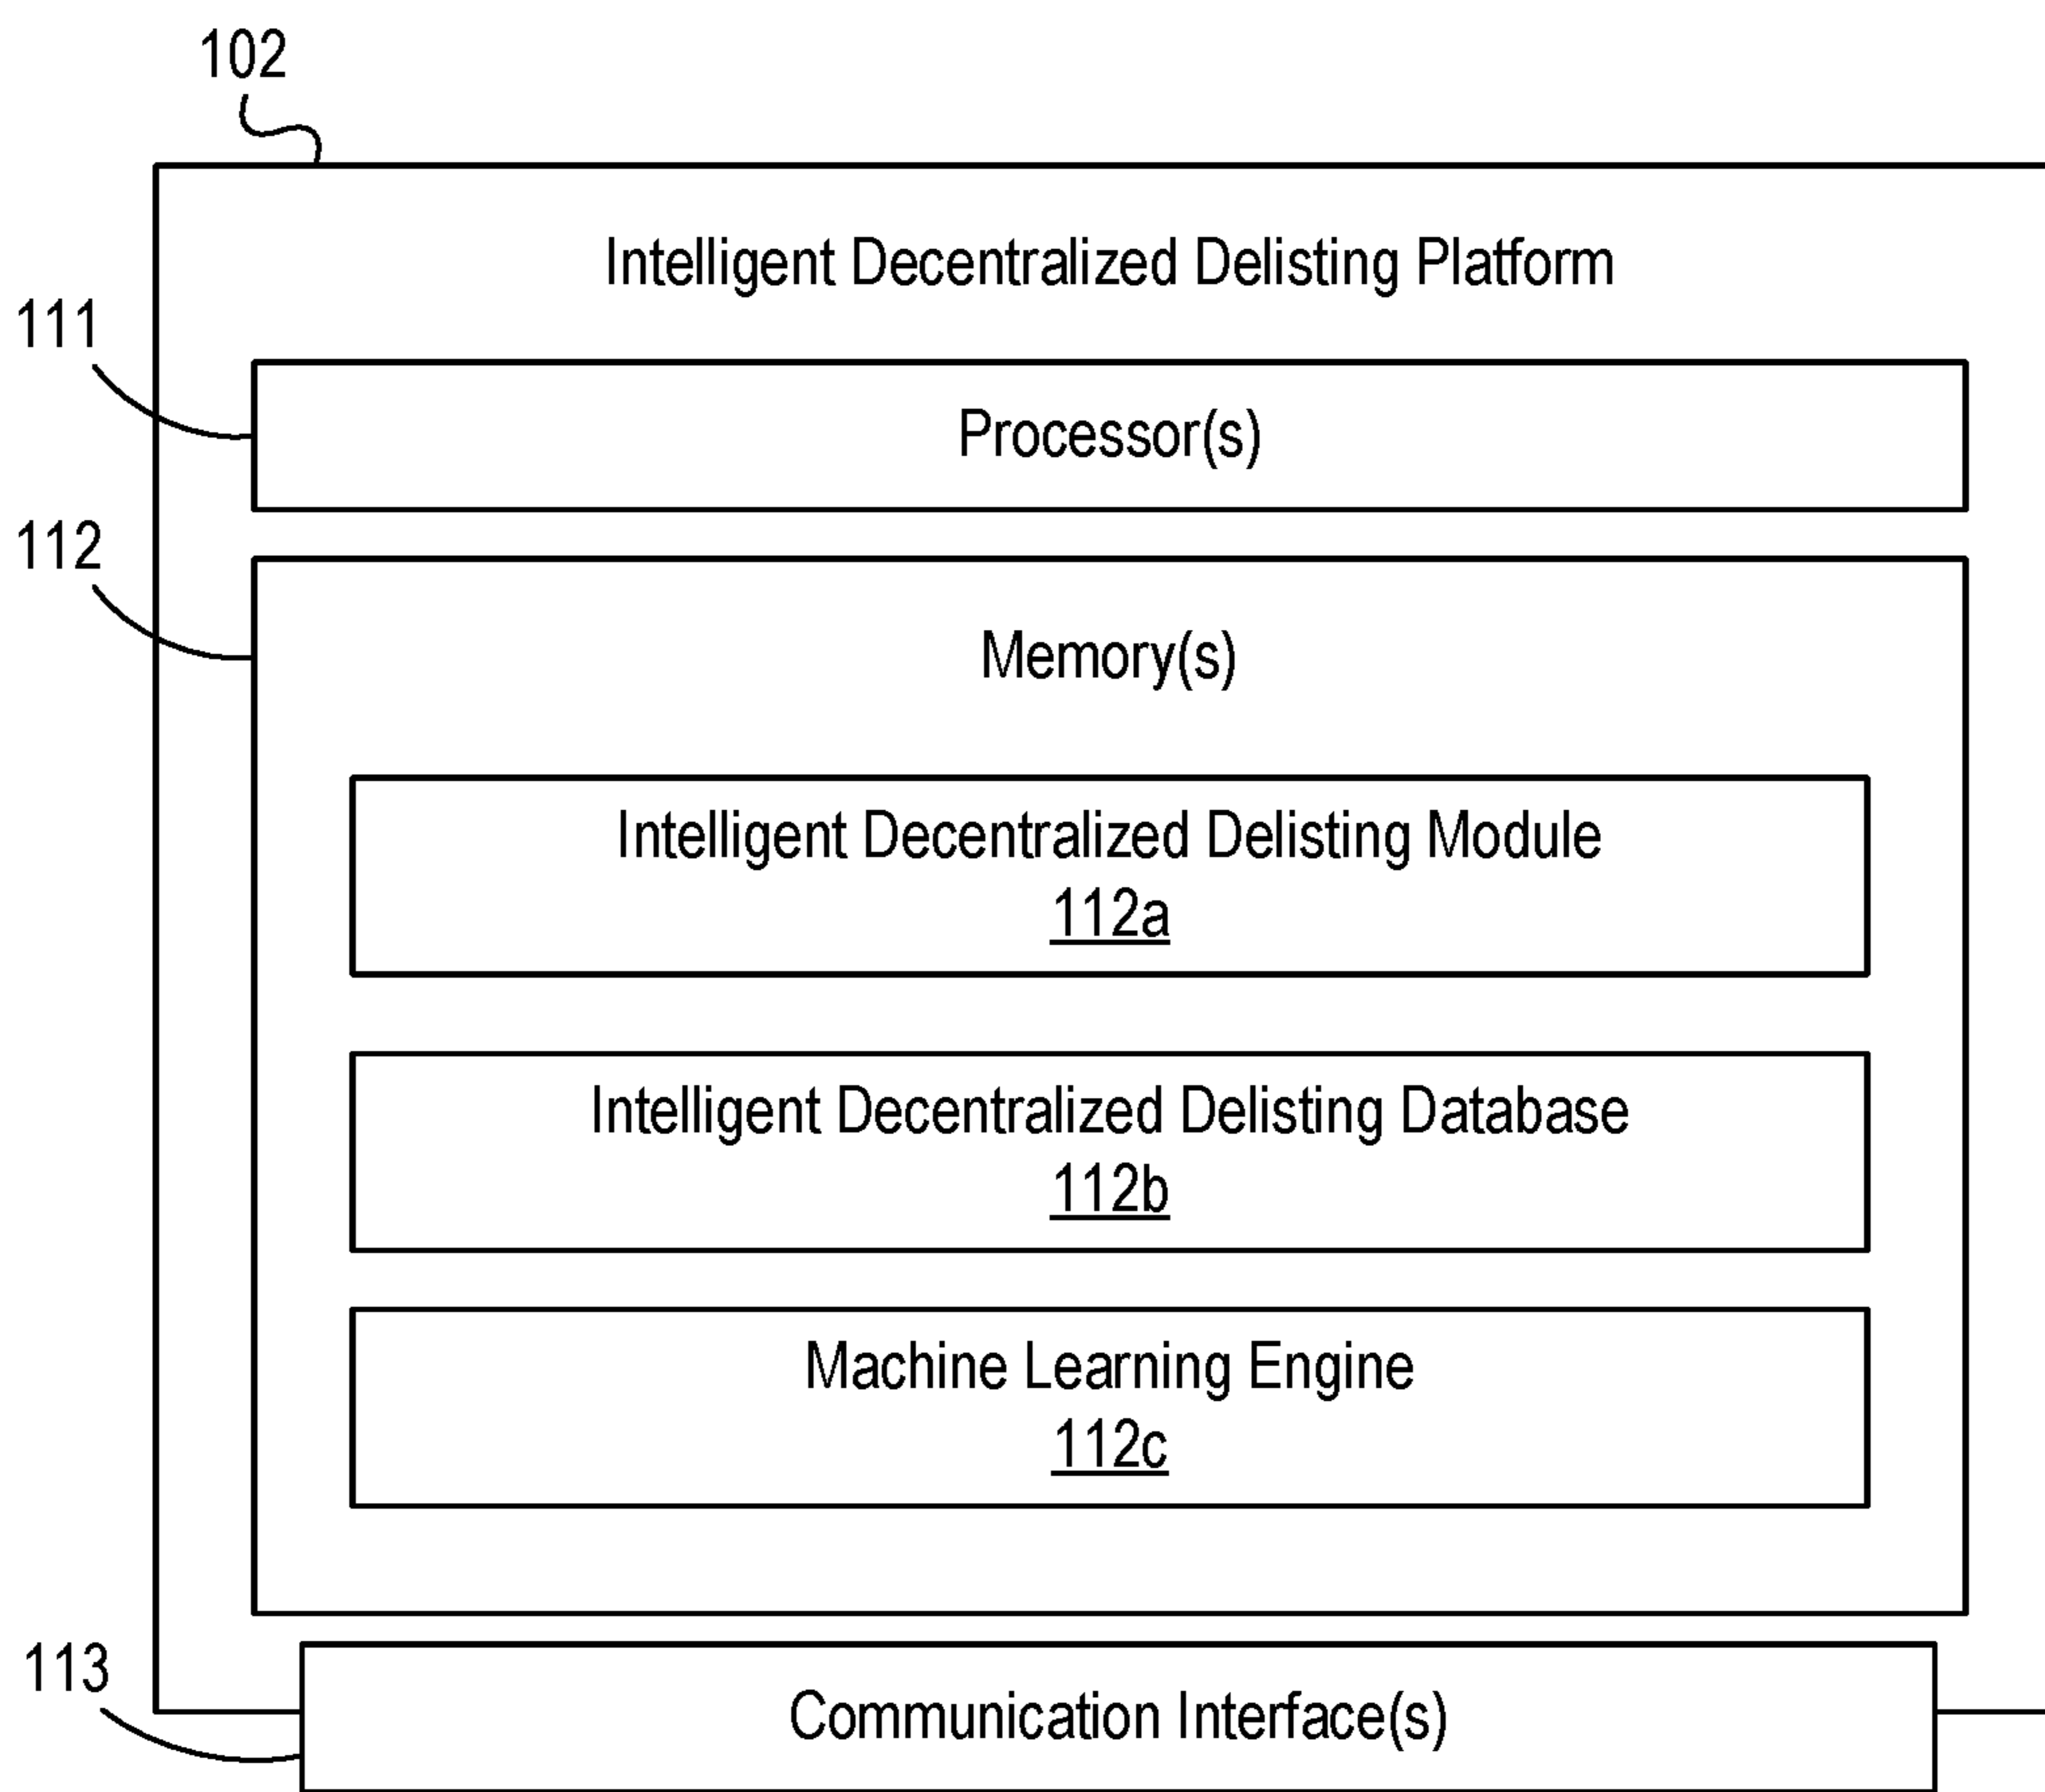 102
Intelligent Decentralized Delisting Platform
111
Processor(s)
112
Memory(s)
Intelligent Decentralized Delisting Module
112a
Intelligent Decentralized Delisting Database
112b
Machine Learning Engine
112c
113
Communication Interface(s)